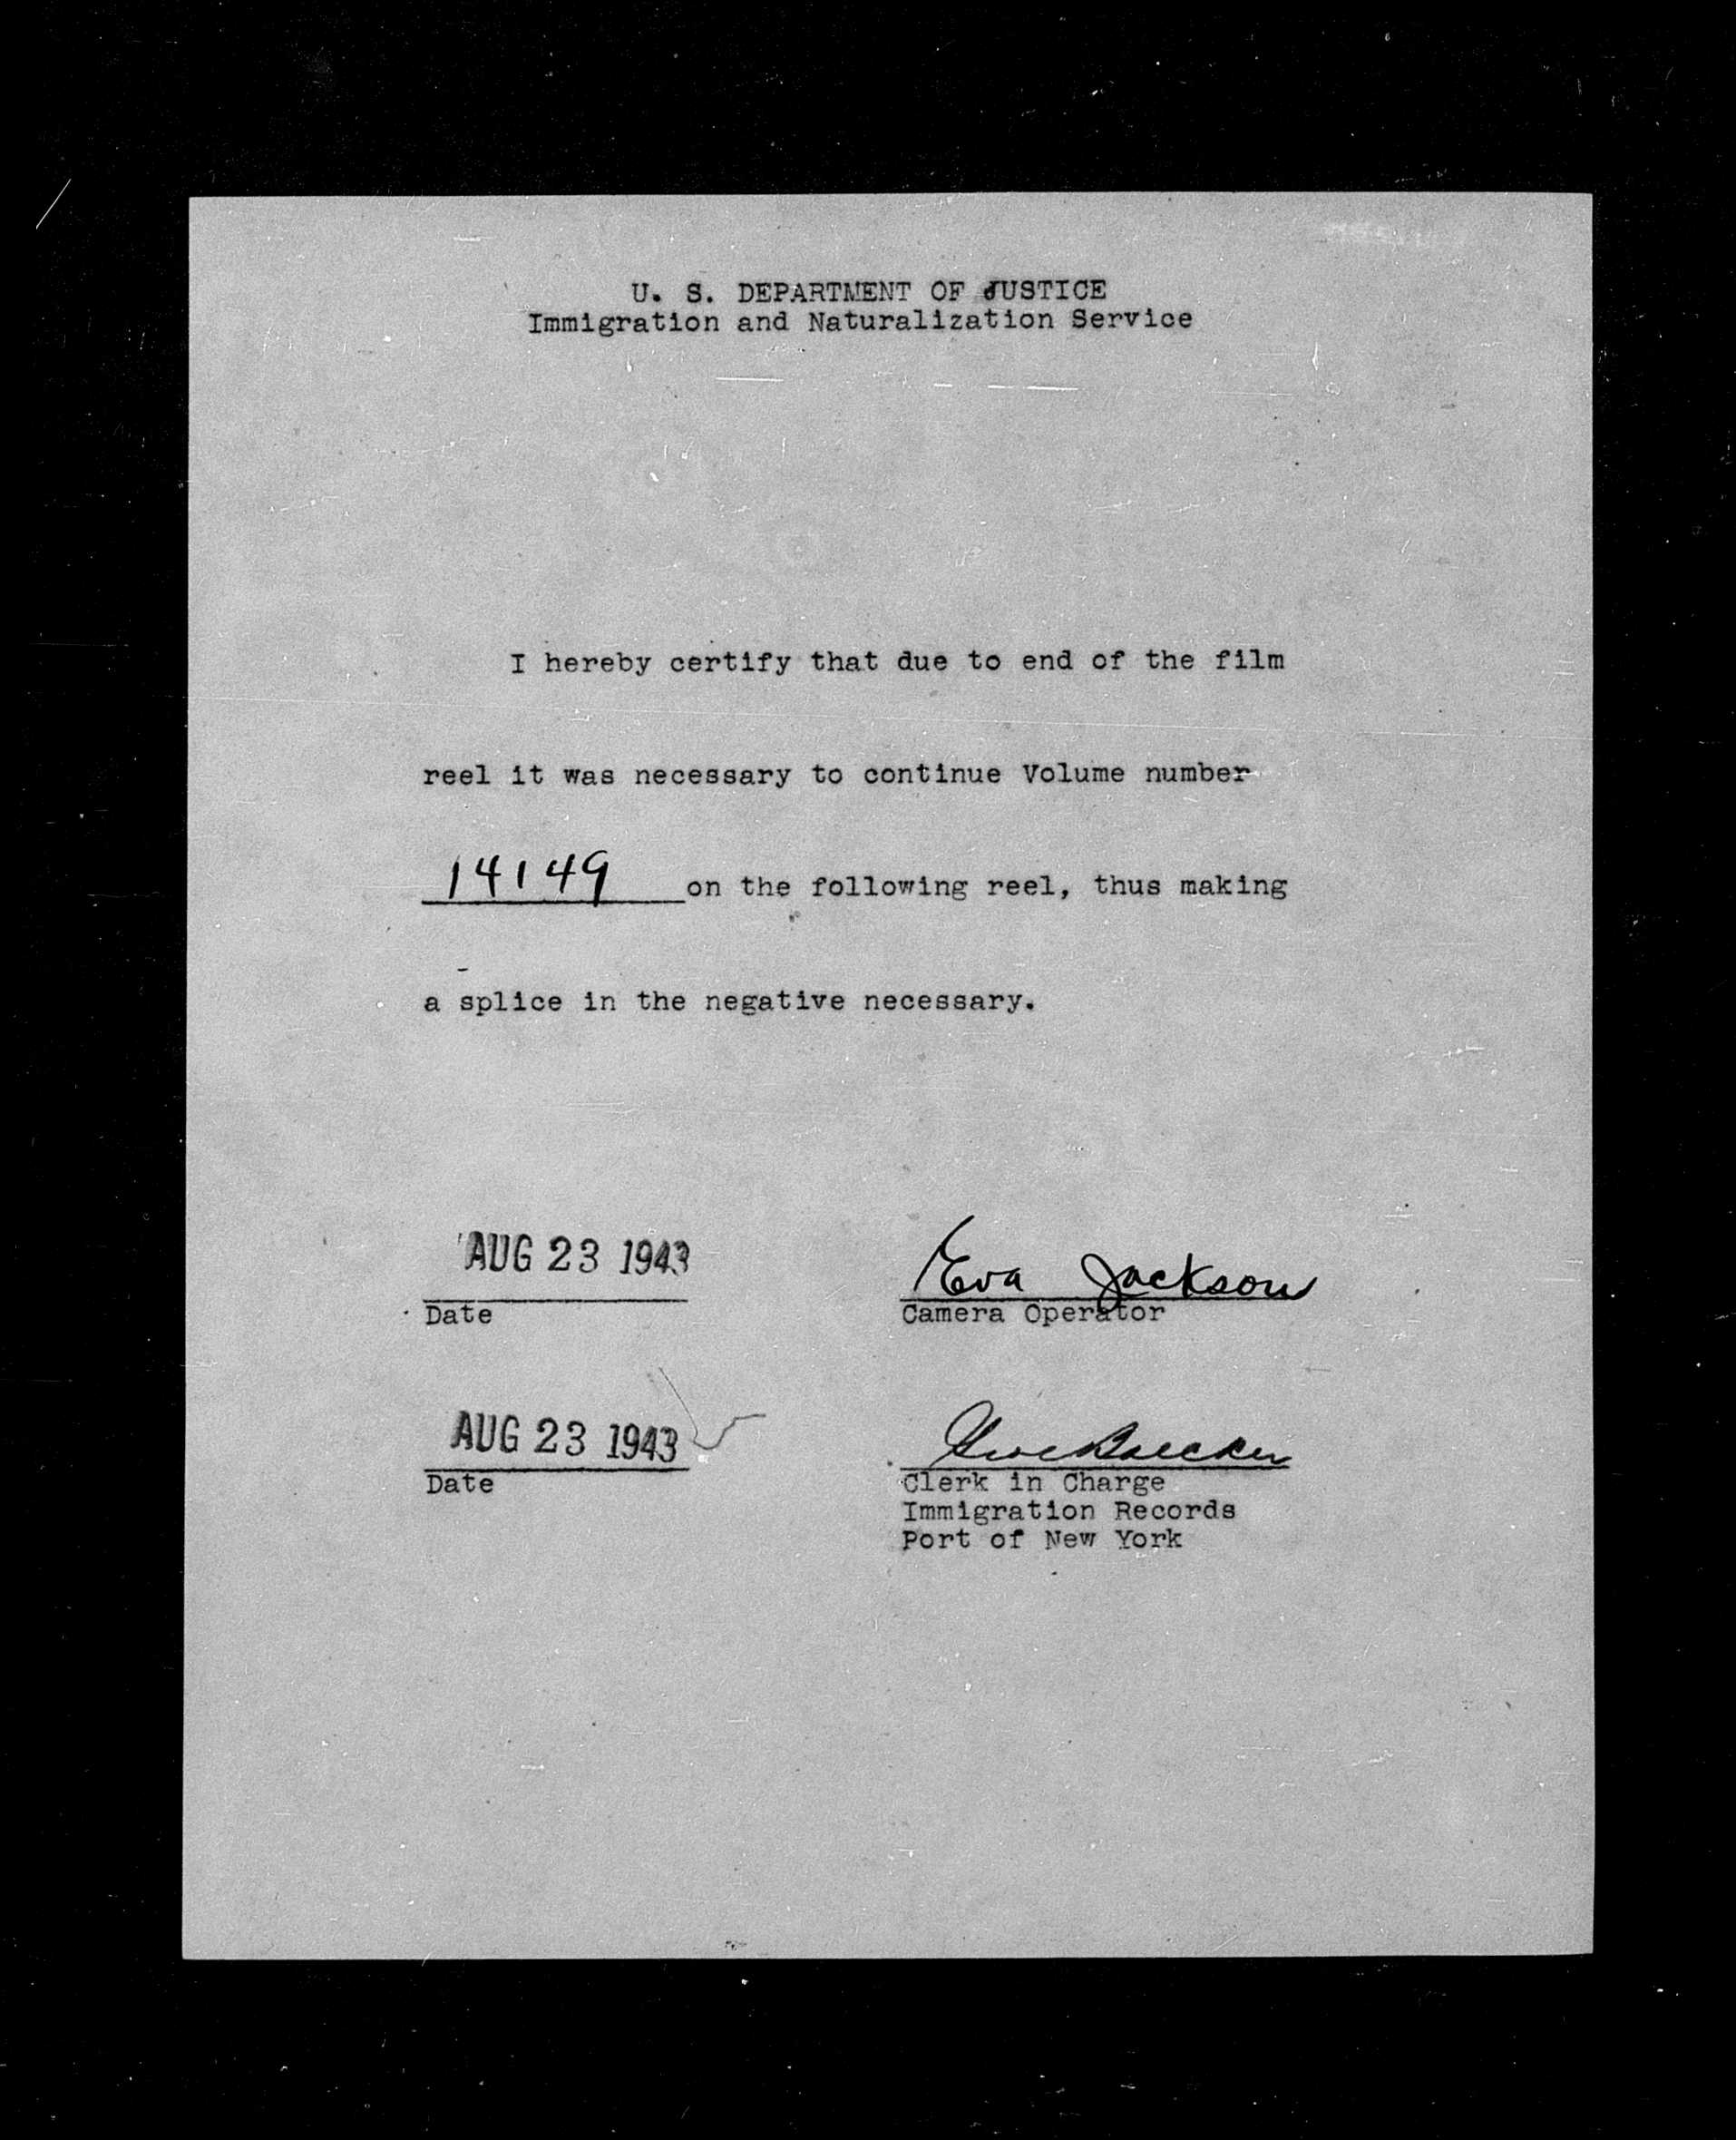 U. S. DEPARTMENT OF JUSTICE
Immigration and Naturalization Service
I hereby certify that due to end of the film
reel it was necessary to continue Volume number
14149 on the following reel, thus making
a splice in the negative necessary.
AUG 23 1943
Eva Jackson
Date
Camera Operator
AUG 23 1943
Date
Clerk in Charge
Immigration Records
Port of New York